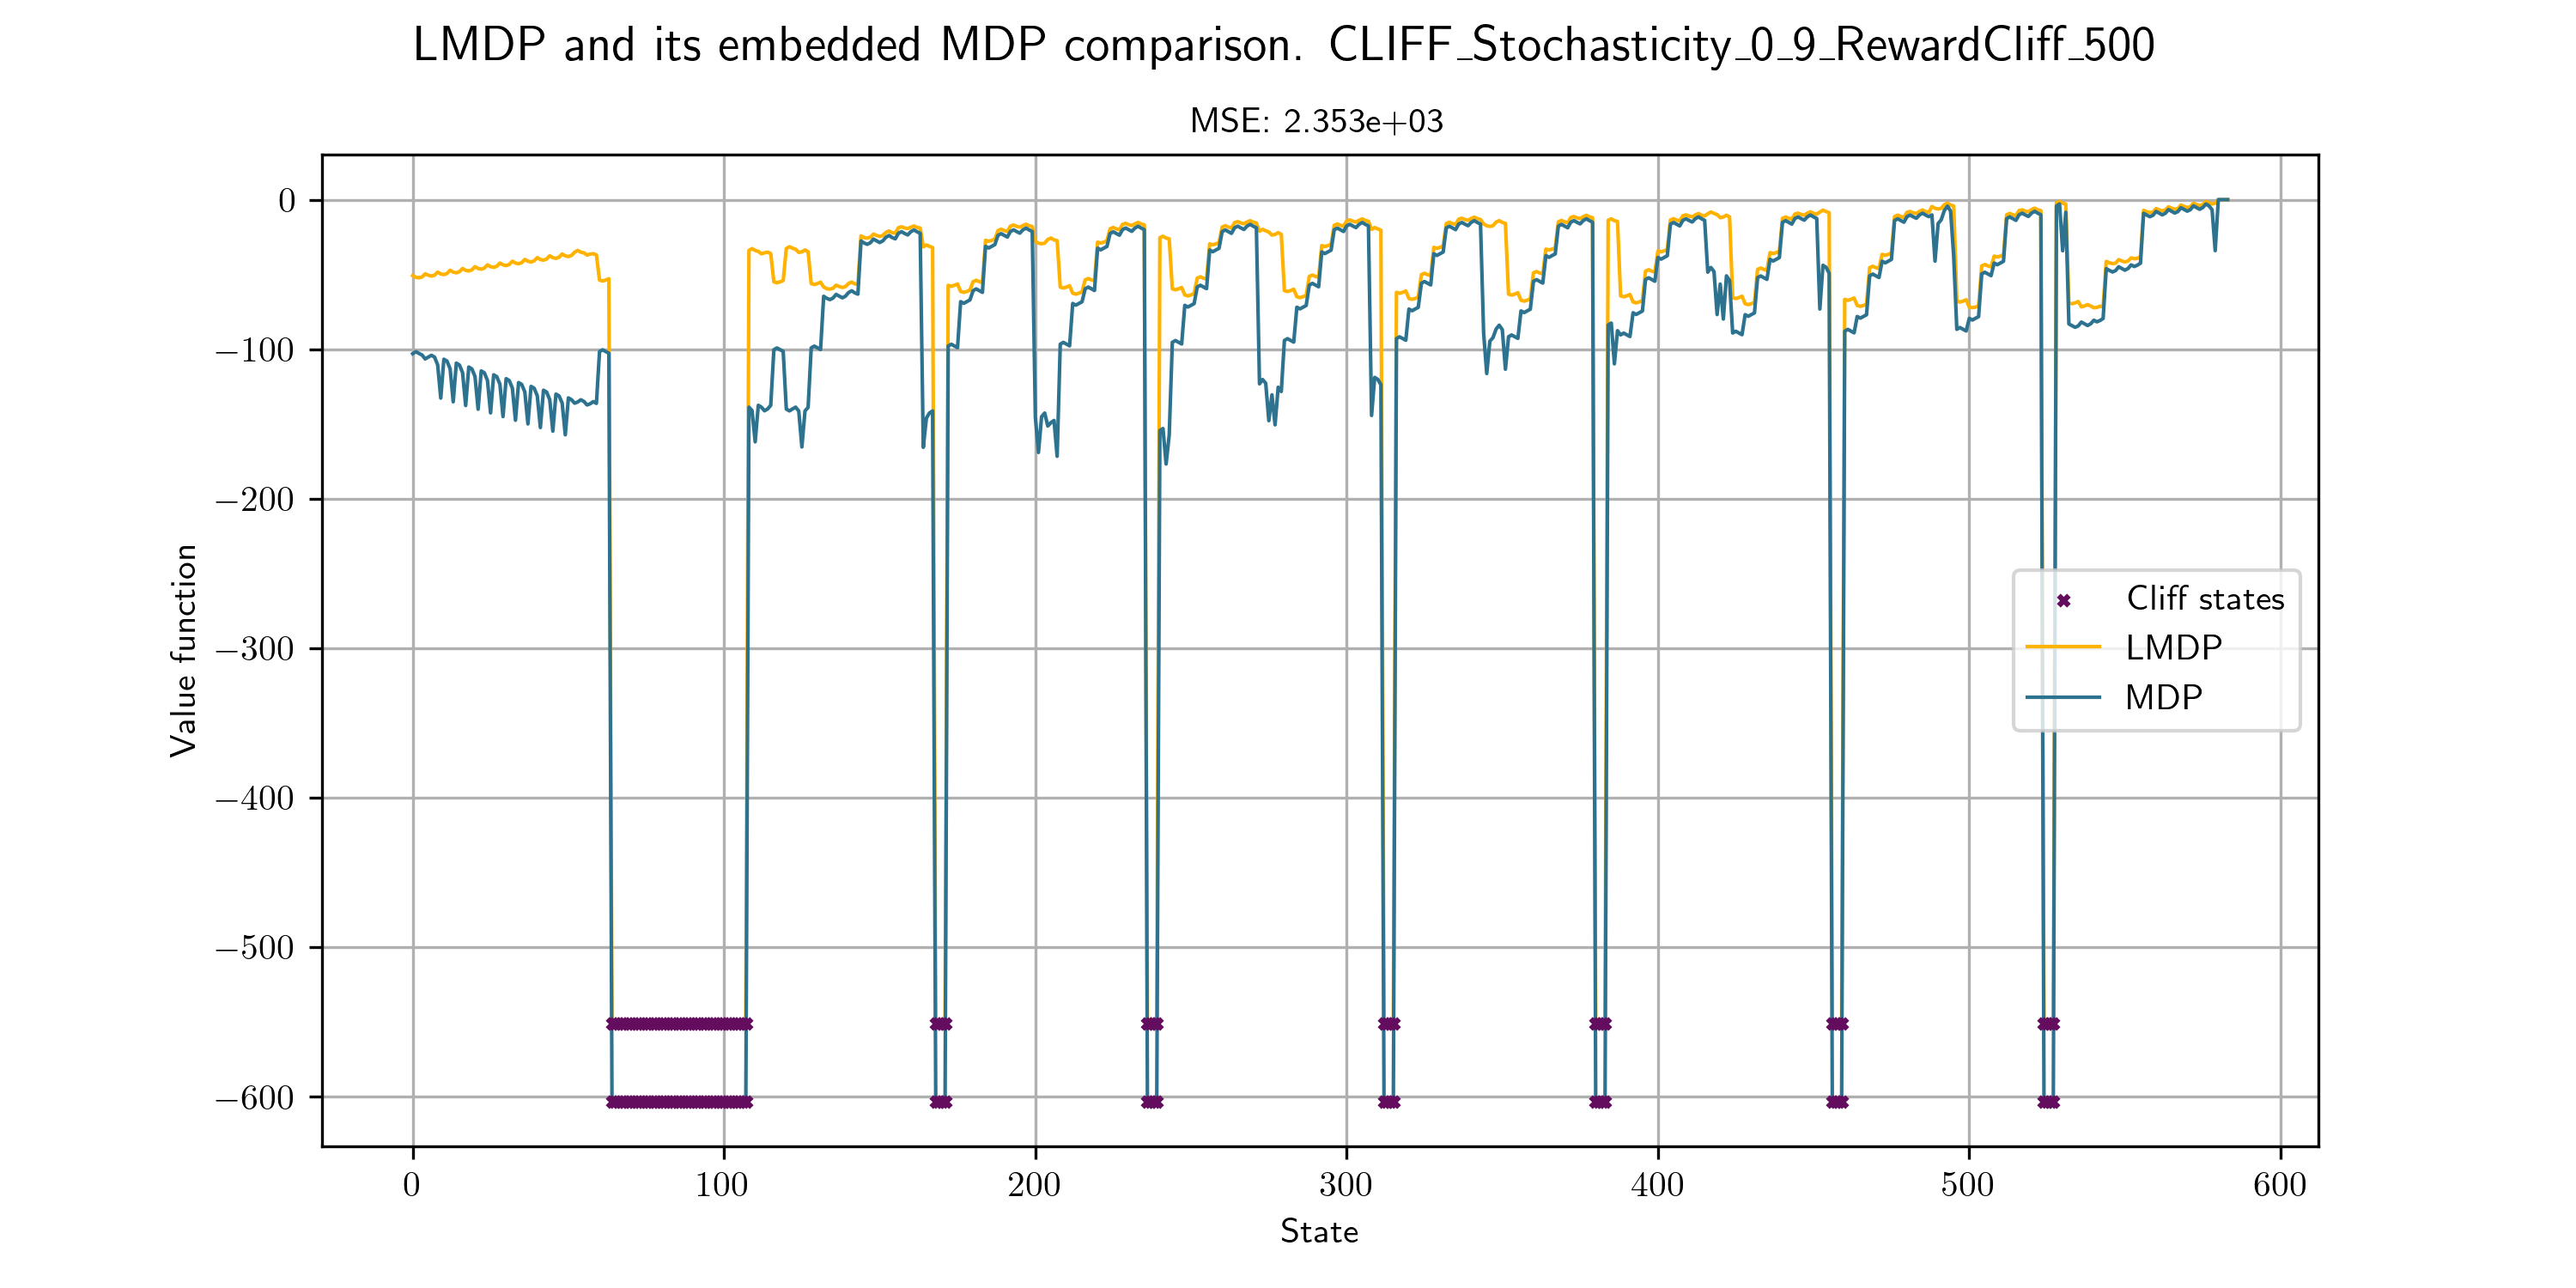 LMDP and its embedded MDP comparison. CLIFF_Stochasticity_0_9_RewardCliff_500
MSE: 2.353e+03
Value function
0
−100
−200
−300
−400
−500
−600
Cliff states
LMDP
MDP
0 100 200 300 400 500 600
State